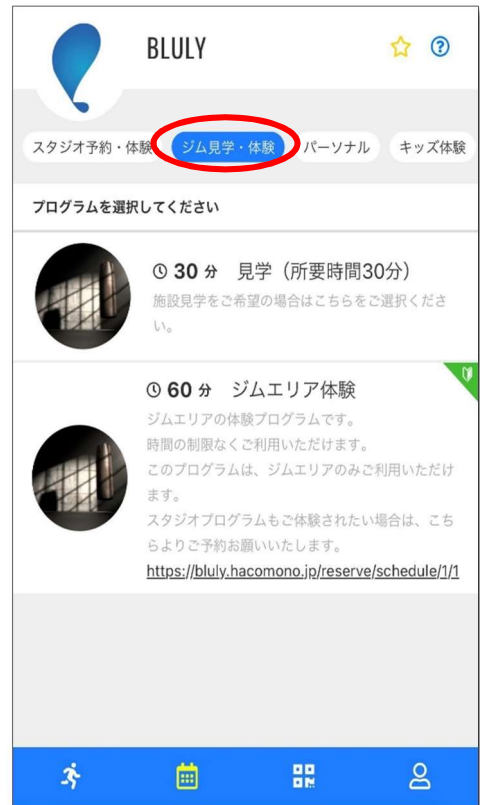 BLULY
スタジオ予約・体験
ジム見学・体験
パーソナル
キッズ体験
プログラムを選択してください
30 分 見学（所要時間30分）
施設見学をご希望の場合はこちらをご選択くださ
い。
60 分 ジムエリア体験
ジムエリアの体験プログラムです。
時間の制限なくご利用いただけます。
このプログラムは、ジムエリアのみご利用いただけ
ます。
スタジオプログラムもご体験されたい場合は、こち
らよりご予約お願いいたします。
https://bluly.hacomono.jp/reserve/schedule/1/1